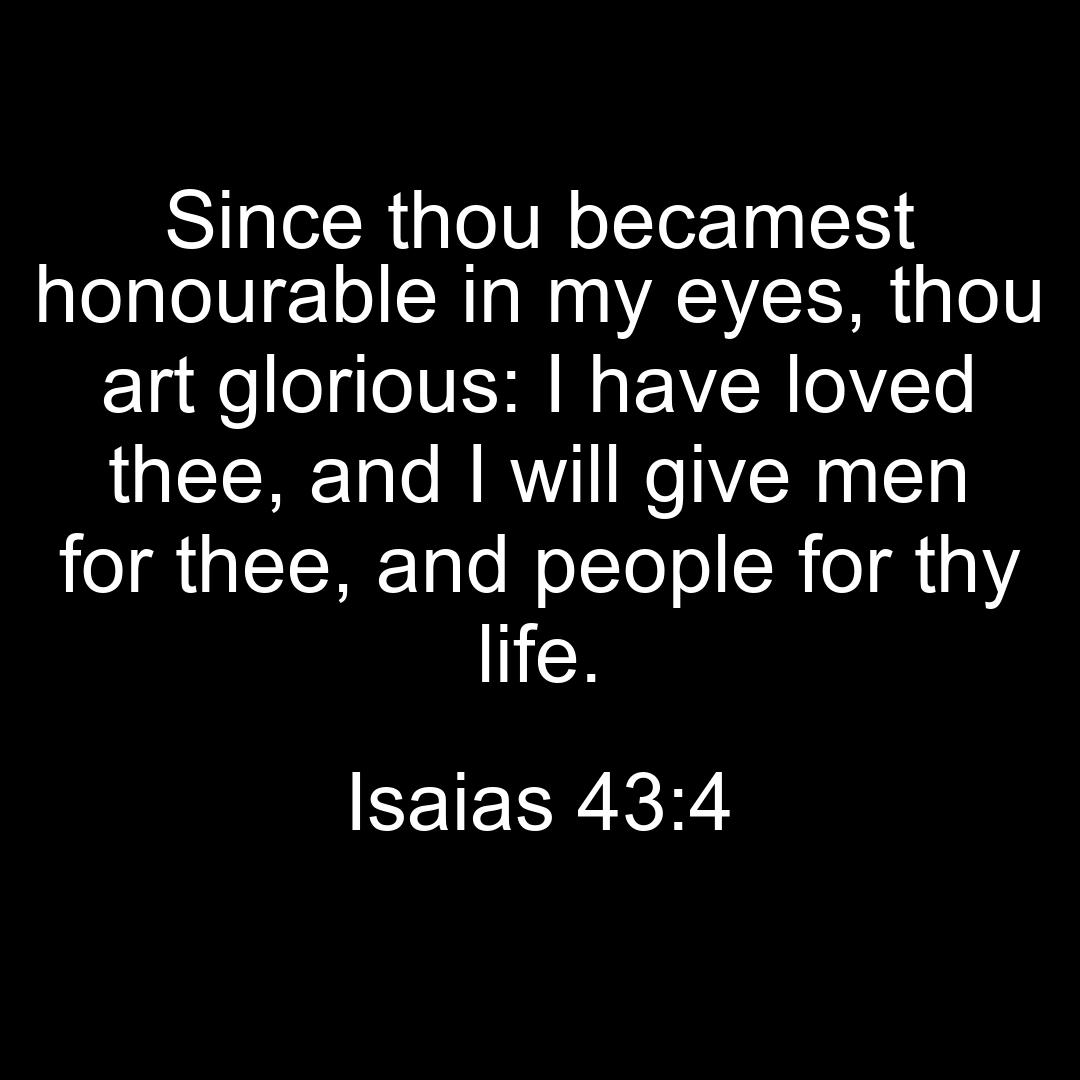 Since thou becamest
honourable in my eyes, thou
art glorious: I have loved
thee, and I will give men
for thee, and people for thy
life.
Isaias 43:4